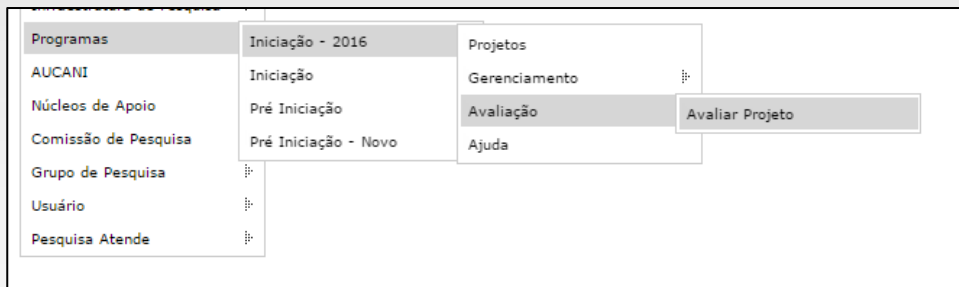 Programas
AUCANI
Núcleos de Apoio
Comissão de Pesquisa
Grupo de Pesquisa
Usuário
Pesquisa Atende
Iniciação - 2016
Iniciação
Pré Iniciação
Pré Iniciação - Novo
Projetos
Gerenciamento
Avaliação
Ajuda
Avaliar Projeto